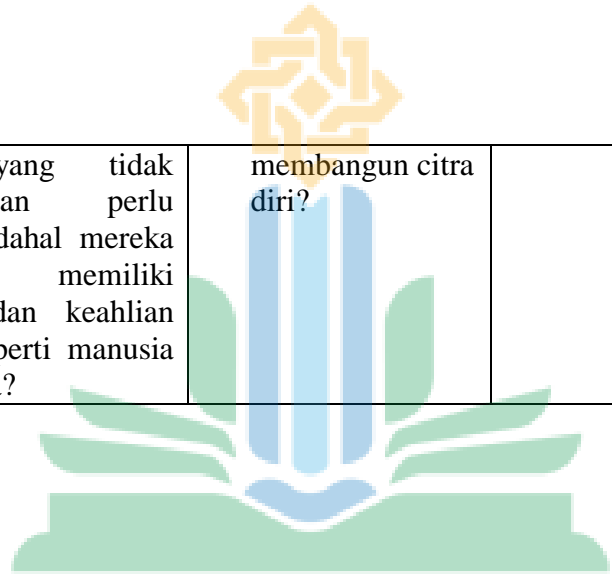 yang tidak
an perlu
dahal mereka
memiliki
dan keahlian
perti manusia
?
membangun citra
diri?